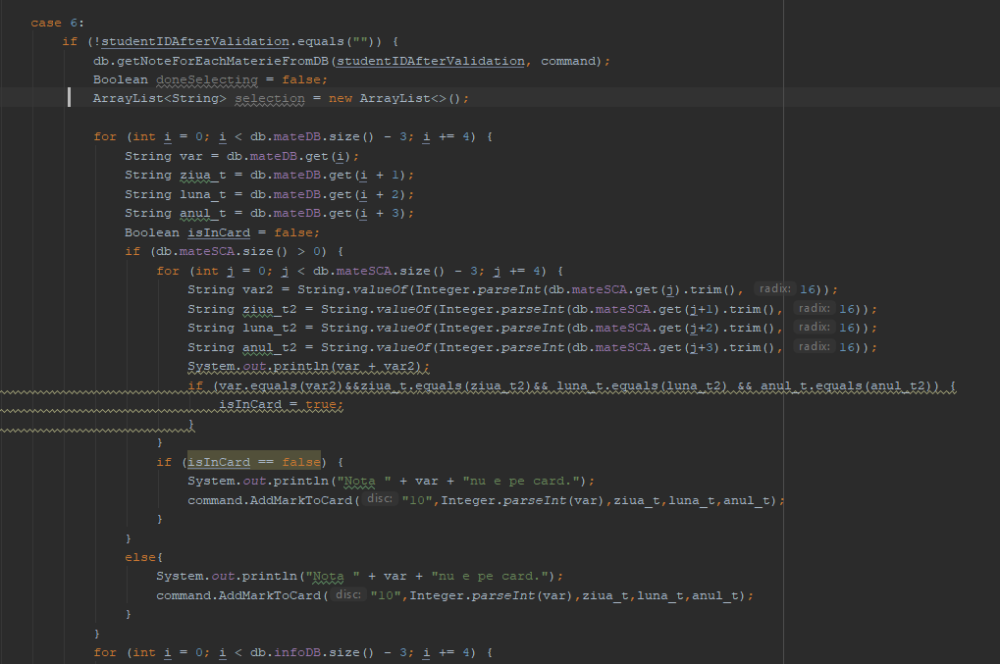 case 6:
if (!studentIDAfterValidation.equals("")) {
db.getNoteForEachMaterieFromDB(studentIDAfterValidation, command);
Boolean doneSelecting = false;
ArrayList<String> selection = new ArrayList<>();
for (int i = 0; i < db.mateDB.size() - 3; i += 4) {
String var = db.mateDB.get(i);
String ziua_t = db.mateDB.get(i + 1);
String luna_t = db.mateDB.get(i + 2);
String anul_t = db.mateDB.get(i + 3);
Boolean isInCard = false;
if (db.mateSCA.size() > 0) {
for (int j = 0; j < db.mateSCA.size() - 3; j += 4) {
String var2 = String.valueOf(Integer.parseInt(db.mateSCA.get(j).trim(), radix: 16));
String ziua_t2 = String.valueOf(Integer.parseInt(db.mateSCA.get(j+1).trim(), radix: 16));
String luna_t2 = String.valueOf(Integer.parseInt(db.mateSCA.get(j+2).trim(), radix: 16));
String anul_t2 = String.valueOf(Integer.parseInt(db.mateSCA.get(j+3).trim(), radix: 16));
System.out.println(var + var2);
if (var.equals(var2)&&ziua_t.equals(ziua_t2)&& luna_t.equals(luna_t2) && anul_t.equals(anul_t2)) {
isInCard = true;
}
}
if (isInCard == false) {
System.out.println("Nota " + var + "nu e pe card.");
command.AddMarkToCard( disc: "10",Integer.parseInt(var),ziua_t,luna_t,anul_t);
}
}
else{
System.out.println("Nota " + var + "nu e pe card.");
command.AddMarkToCard( disc: "10",Integer.parseInt(var),ziua_t,luna_t,anul_t);
}
}
for (int i = 0; i < db.infoDB.size() - 3; i += 4) {